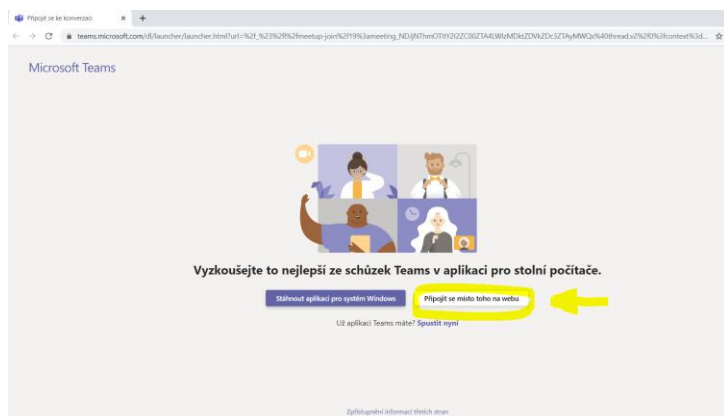 Připojit se ke konverzaci
Microsoft Teams
Vyzkoušejte to nejlepší ze schůzek Teams v aplikaci pro stolní počítače.
Stáhnout aplikaci pro systém Windows
Připojit se místo toho na webu
Už aplikaci Teams máte? Spustit nyní
Zpřístupnění informací třetích stran